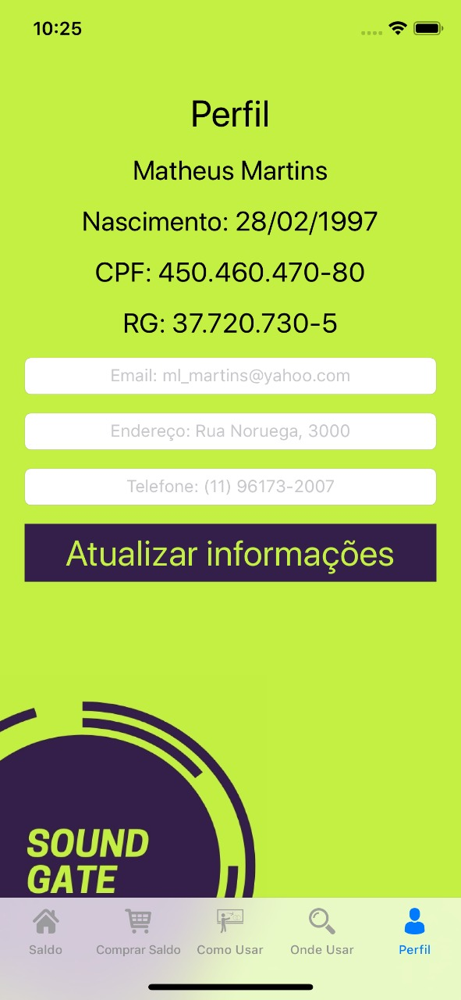 10:25
Perfil
Matheus Martins
Nascimento: 28/02/1997
CPF: 450.460.470-80
RG: 37.720.730-5
Email: ml_martins@yahoo.com
Endereço: Rua Noruega, 3000
Telefone: (11) 96173-2007
Atualizar informações
SOUND
GATE
Saldo Comprar Saldo Como Usar Onde Usar Perfil